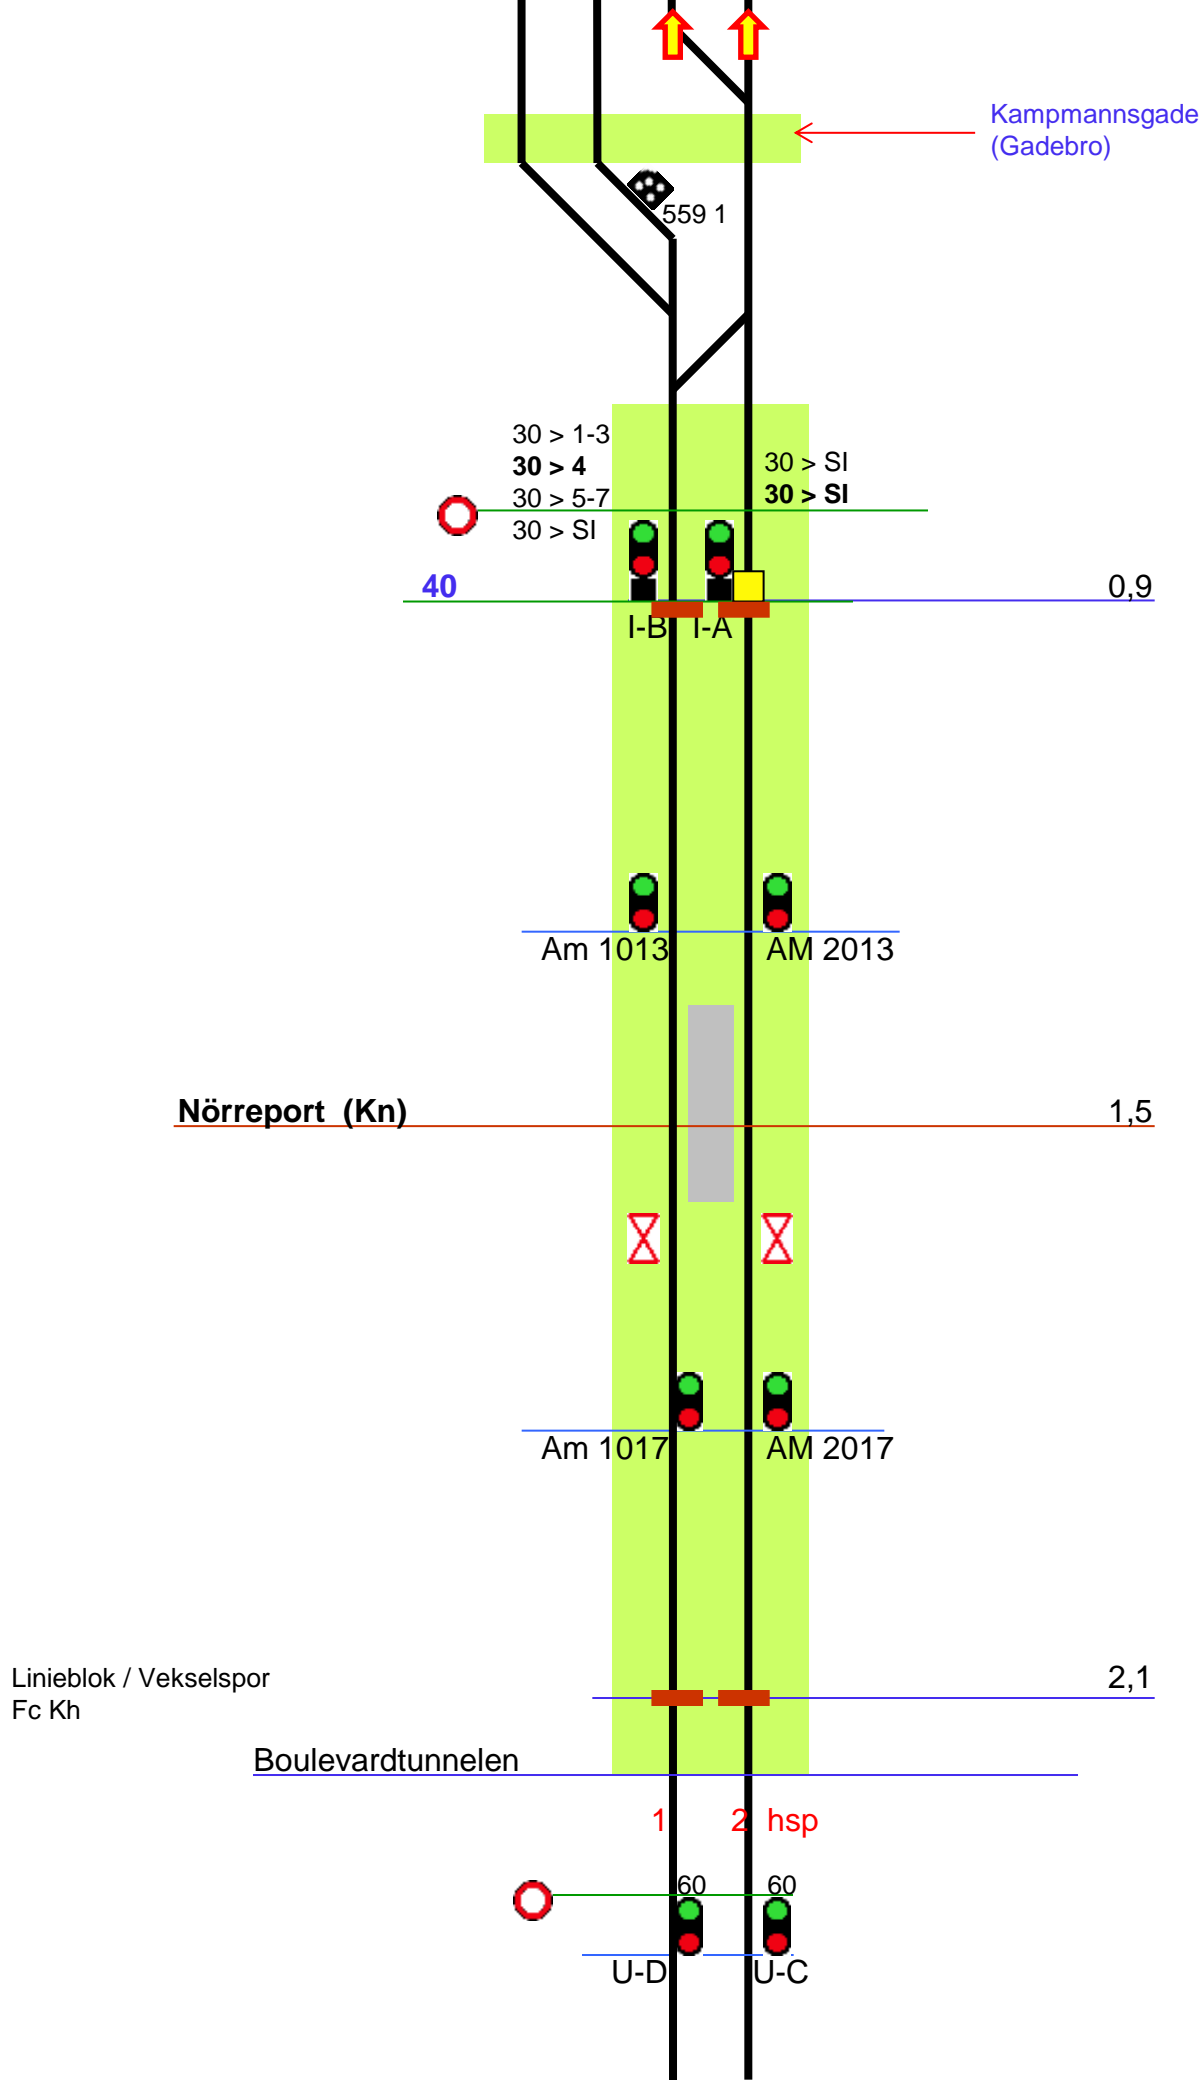 Kampmannsgade
(Gadebro)
559 1
30 > 1-3
30 > 4
30 > 5-7
30 > SI
30 > SI
30 > SI
40
0,9
I-B
I-A
Am 1013
AM 2013
Nörreport (Kn)
1,5
Am 1017
AM 2017
Linieblok / Vekselspor
Fc Kh
2,1
Boulevardtunnelen
1
2 hsp
60
60
U-D
U-C